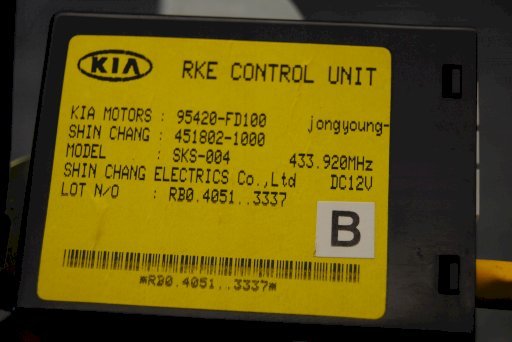 KIA RKE CONTROL UNIT
KIA MOTORS : 95420-FD100 jongyoung-
SHIN CHANG : 451802-1000
MODEL : SKS-004 433.920MHz
SHIN CHANG ELECTRICS Co.,Ltd DC12V
LOT N/O : RB0.4051..3337
B
*RB0.4051..3337*